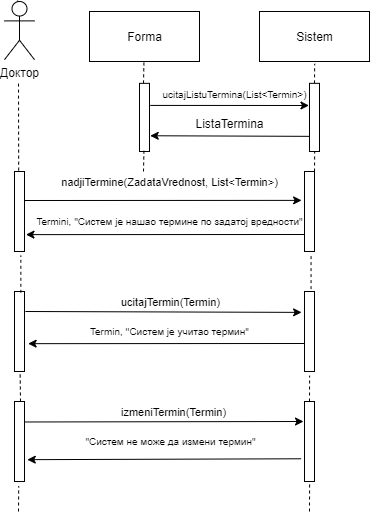 Forma
Sistem
Доктор
ucitajListuTermina(List<Termin>)
ListaTermina
nadjiTermine(ZadataVrednost, List<Termin>)
Termini, "Систем је нашао термине по задатој вредности"
ucitajTermin(Termin)
Termin, "Систем је учитао термин"
izmeniTermin(Termin)
"Систем не може да измени термин"